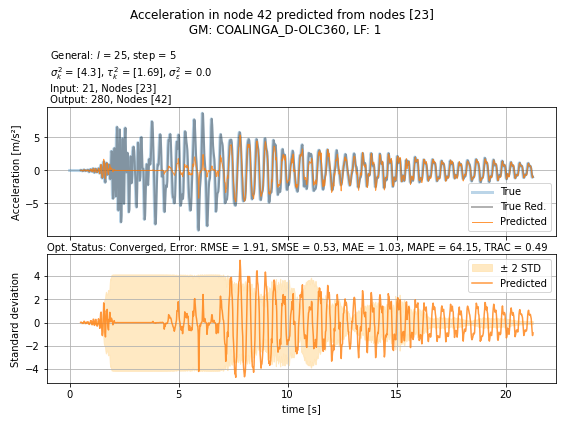 Acceleration in node 42 predicted from nodes [23]
GM: COALINGA_D-OLC360, LF: 1
General: l = 25, step = 5
σ²ₖ = [4.3], τ²ₖ = [1.69], σ²ε = 0.0
Input: 21, Nodes [23]
Output: 280, Nodes [42]
Acceleration [m/s²]
5
0
−5
True
True Red.
Predicted
Opt. Status: Converged, Error: RMSE = 1.91, SMSE = 0.53, MAE = 1.03, MAPE = 64.15, TRAC = 0.49
Standard deviation
4
2
0
−2
−4
± 2 STD
Predicted
0 5 10 15 20
time [s]